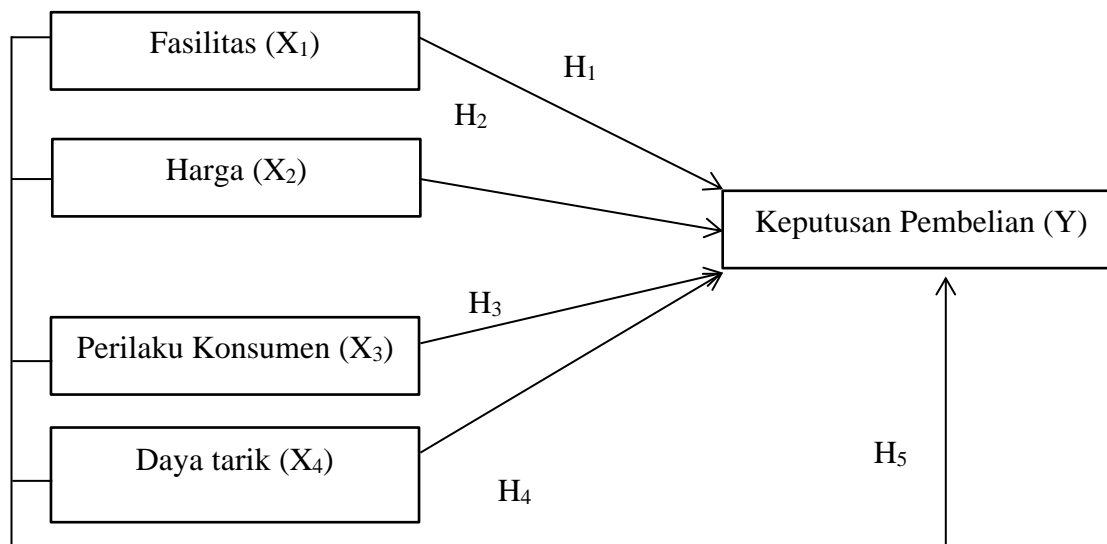 Fasilitas (X₁)
H₁
H₂
Harga (X₂)
Keputusan Pembelian (Y)
H₃
Perilaku Konsumen (X₃)
Daya tarik (X₄)
H₅
H₄